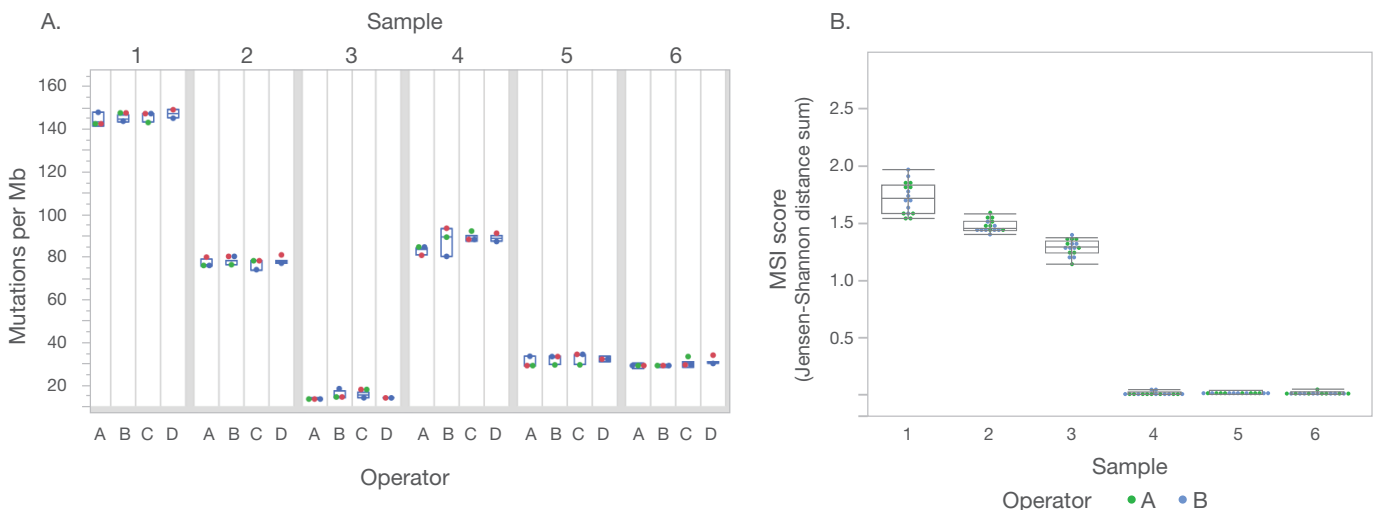 A.
Sample
1 2 3 4 5 6
Mutations per Mb
160
140
120
100
80
60
40
20
A B C D A B C D A B C D A B C D A B C D A B C D
Operator
B.
MSI score
(Jensen-Shannon distance sum)
2.5
2.0
1.5
1.0
0.5
1 2 3 4 5 6
Sample
Operator A B